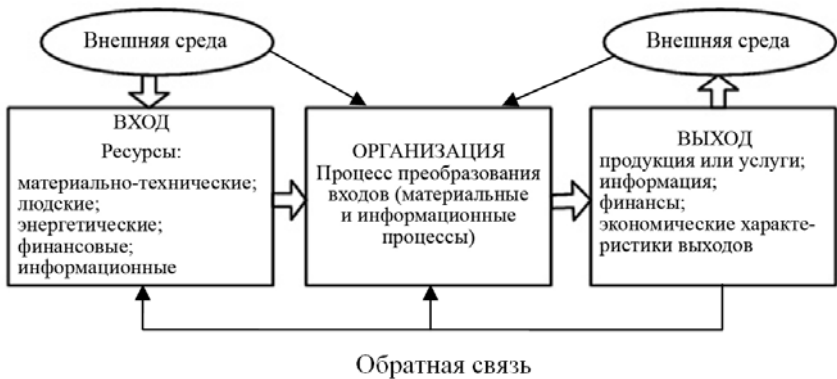 Внешняя среда
Внешняя среда
ВХОД
Ресурсы:
материально-технические;
людские;
энергетические;
финансовые;
информационные
ОРГАНИЗАЦИЯ
Процесс преобразования
входов (материальные
и информационные
процессы)
ВЫХОД
продукция или услуги;
информация;
финансы;
экономические характе-
ристики выходов
Обратная связь